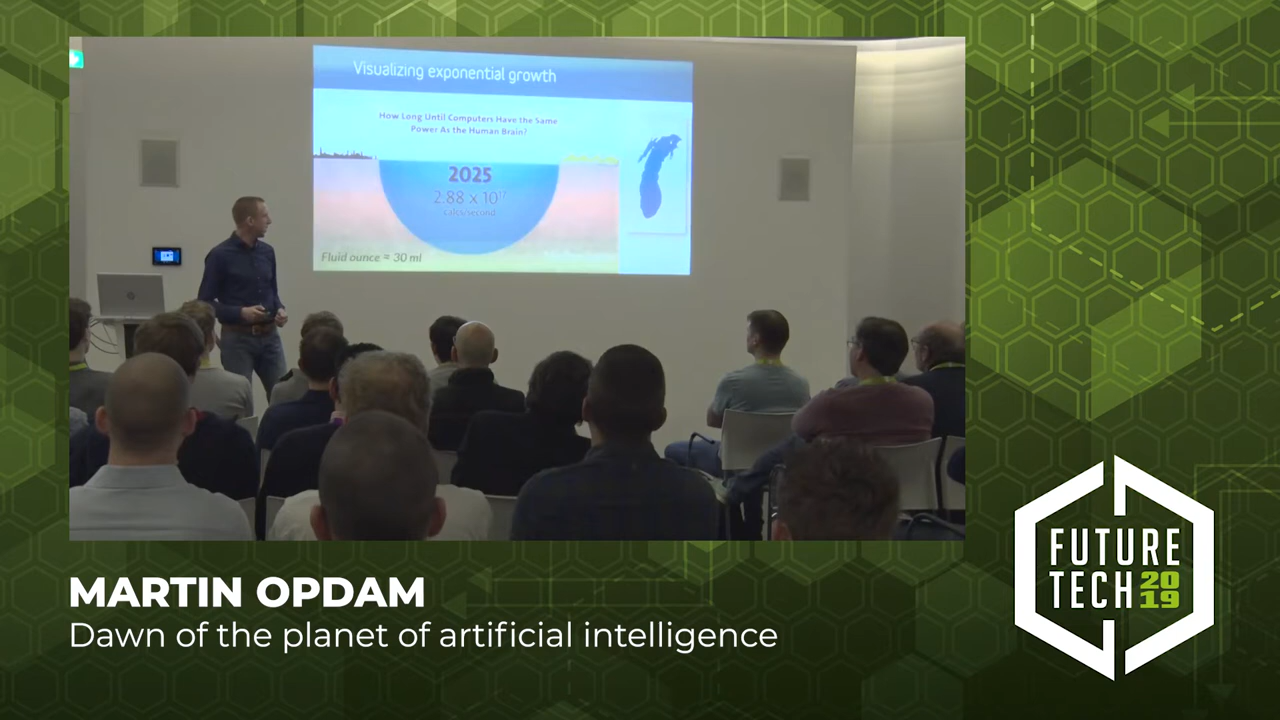 Visualizing exponential growth
How Long Until Computers Have the Same
Power As the Human Brain?
2025
2.88 x 10¹⁷
calcs/second
Fluid ounce = 30 ml
MARTIN OPDAM
Dawn of the planet of artificial intelligence
FUTURE
TECH 20
19